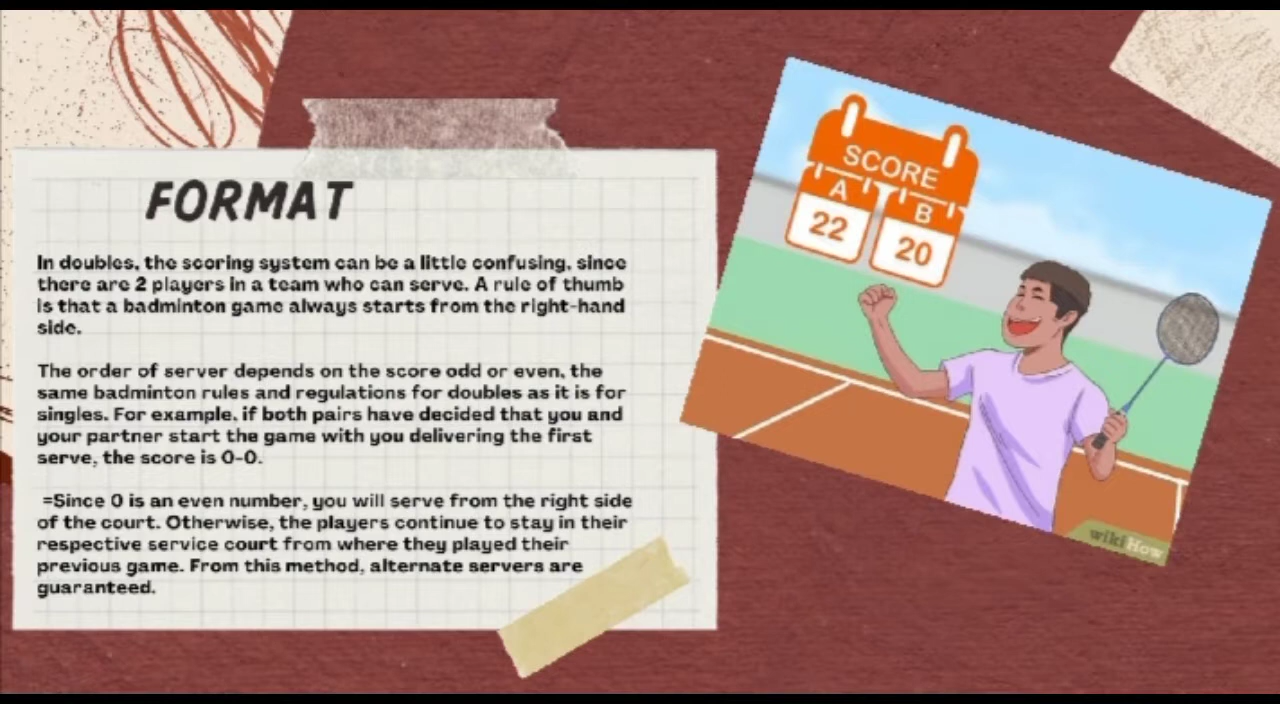 FORMAT
In doubles, the scoring system can be a little confusing, since
there are 2 players in a team who can serve. A rule of thumb
is that a badminton game always starts from the right-hand
side.
The order of server depends on the score odd or even, the
same badminton rules and regulations for doubles as it is for
singles. For example, if both pairs have decided that you and
your partner start the game with you delivering the first
serve, the score is 0-0.
=Since 0 is an even number, you will serve from the right side
of the court. Otherwise, the players continue to stay in their
respective service court from where they played their
previous game. From this method, alternate servers are
guaranteed.
SCORE
A B
22 20
wikiHow